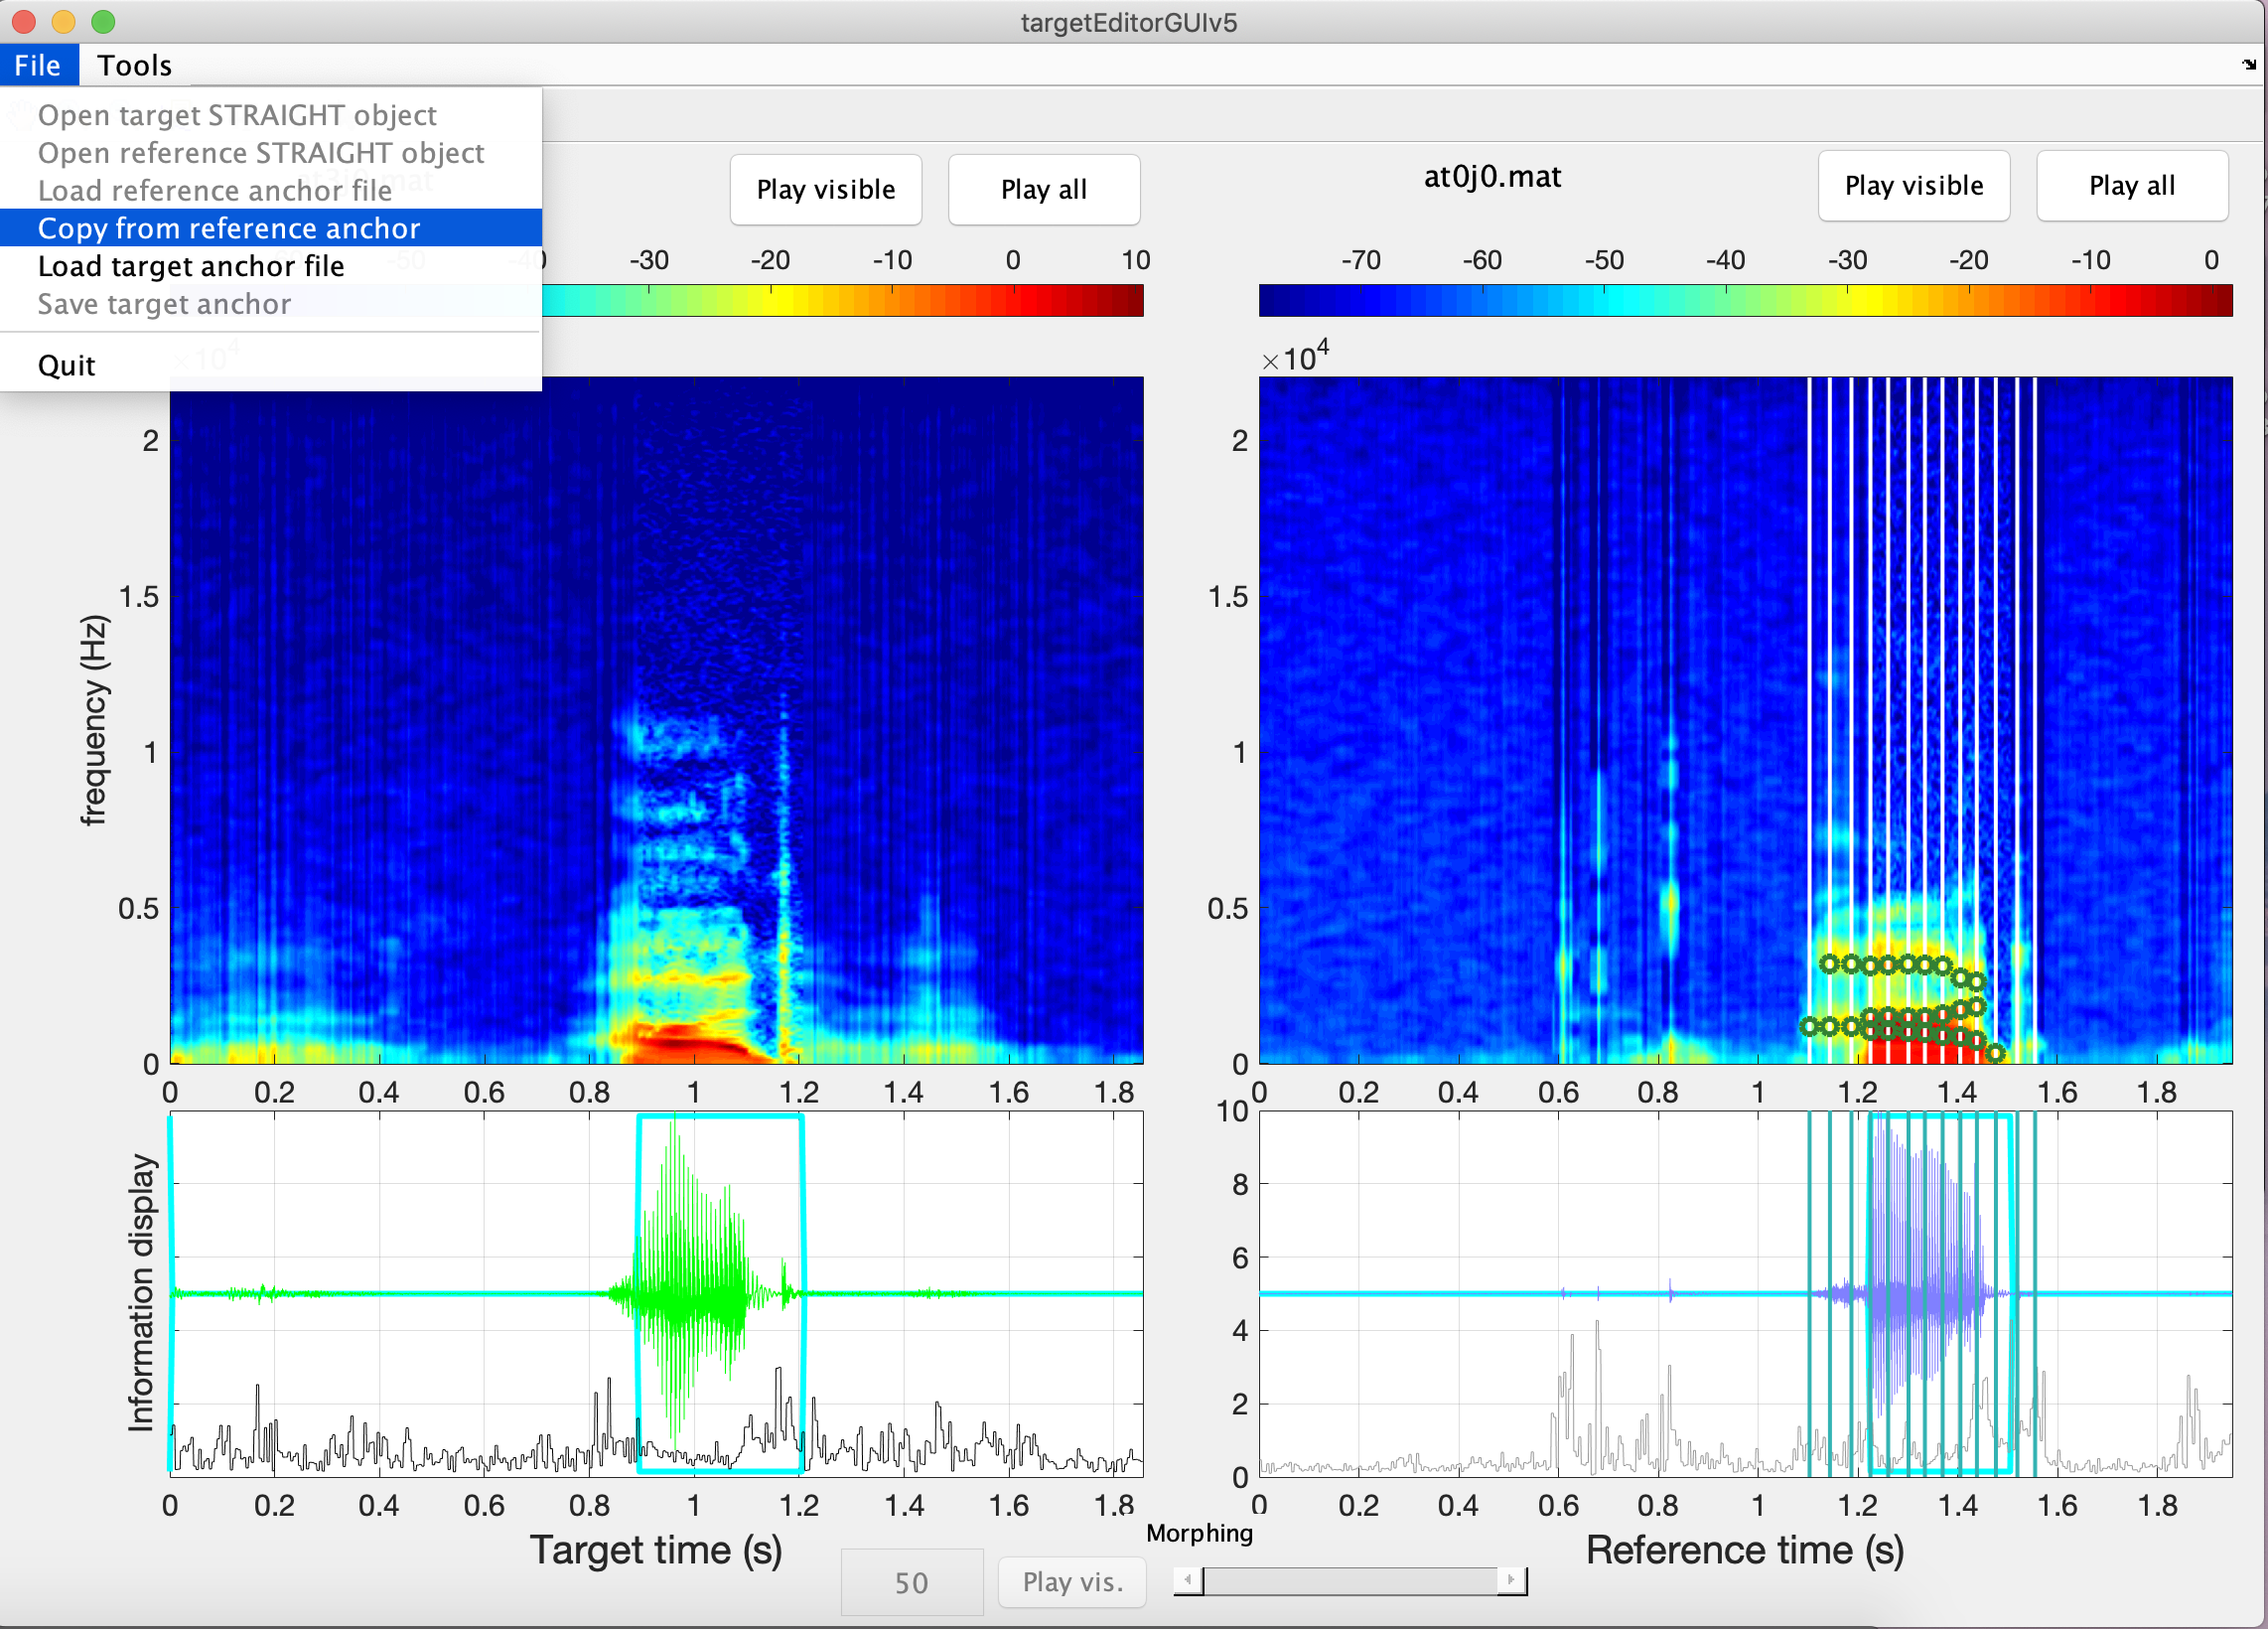 targetEditorGUIv5
File Tools
Open target STRAIGHT object
Open reference STRAIGHT object
Load reference anchor file
Copy from reference anchor
Load target anchor file
Save target anchor
Quit
at3j0.mat
Play visible Play all
at0j0.mat
Play visible Play all
-50 -40 -30 -20 -10 0 10
-70 -60 -50 -40 -30 -20 -10 0
×10⁴
×10⁴
frequency (Hz)
2
1.5
1
0.5
0
0 0.2 0.4 0.6 0.8 1 1.2 1.4 1.6 1.8
2
1.5
1
0.5
0
0 0.2 0.4 0.6 0.8 1 1.2 1.4 1.6 1.8
Information display
0 0.2 0.4 0.6 0.8 1 1.2 1.4 1.6 1.8
Target time (s)
10
8
6
4
2
0
0 0.2 0.4 0.6 0.8 1 1.2 1.4 1.6 1.8
Reference time (s)
Morphing
50 Play vis.